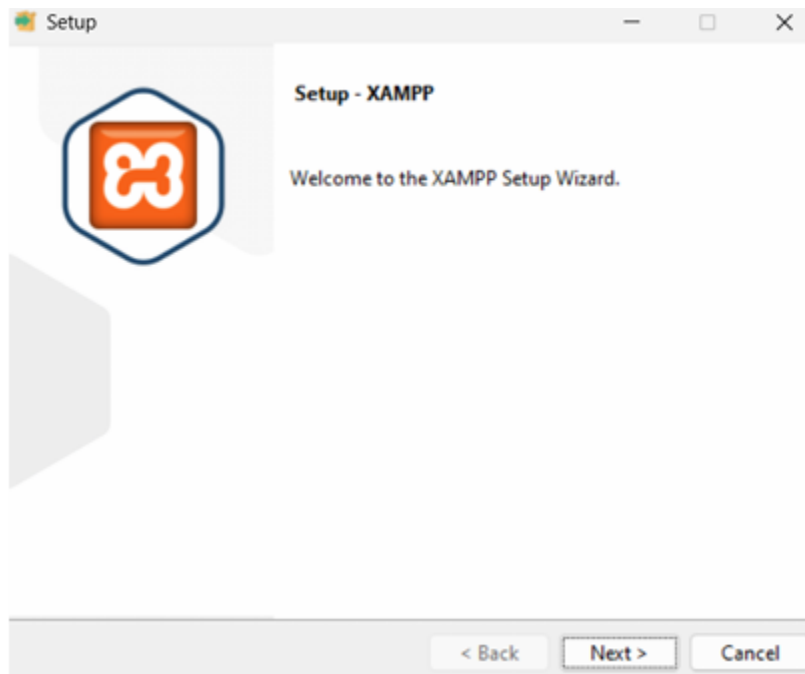 Setup
Setup - XAMPP
Welcome to the XAMPP Setup Wizard.
< Back
Next >
Cancel